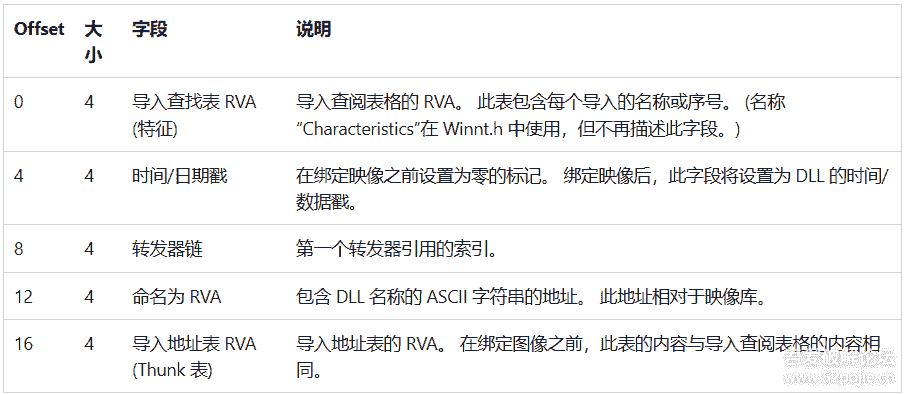 Offset 大小 字段 说明
0 4 导入查找表 RVA (特征) 导入查阅表格的 RVA。 此表包含每个导入的名称或序号。 (名称
“Characteristics”在 Winnt.h 中使用，但不再描述此字段。)
4 4 时间/日期戳 在绑定映像之前设置为零的标记。 绑定映像后，此字段将设置为 DLL 的时间/
数据戳。
8 4 转发器链 第一个转发器引用的索引。
12 4 命名为 RVA 包含 DLL 名称的 ASCII 字符串的地址。 此地址相对于映像库。
16 4 导入地址表 RVA (Thunk 表) 导入地址表的 RVA。 在绑定图像之前，此表的内容与导入查阅表格的内容相
同。
吾爱破解论坛
www.52pojie.cn